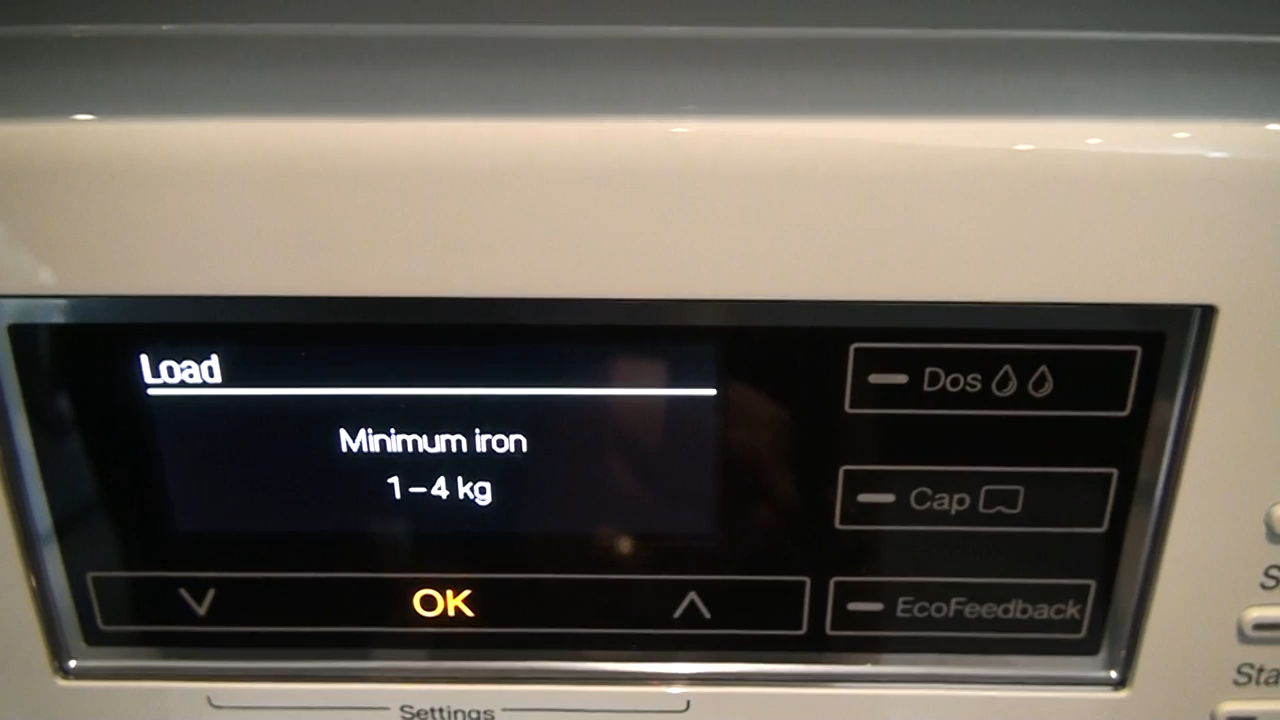 Load
Minimum iron
1–4 kg
OK
Dos
Cap
EcoFeedback
Settings